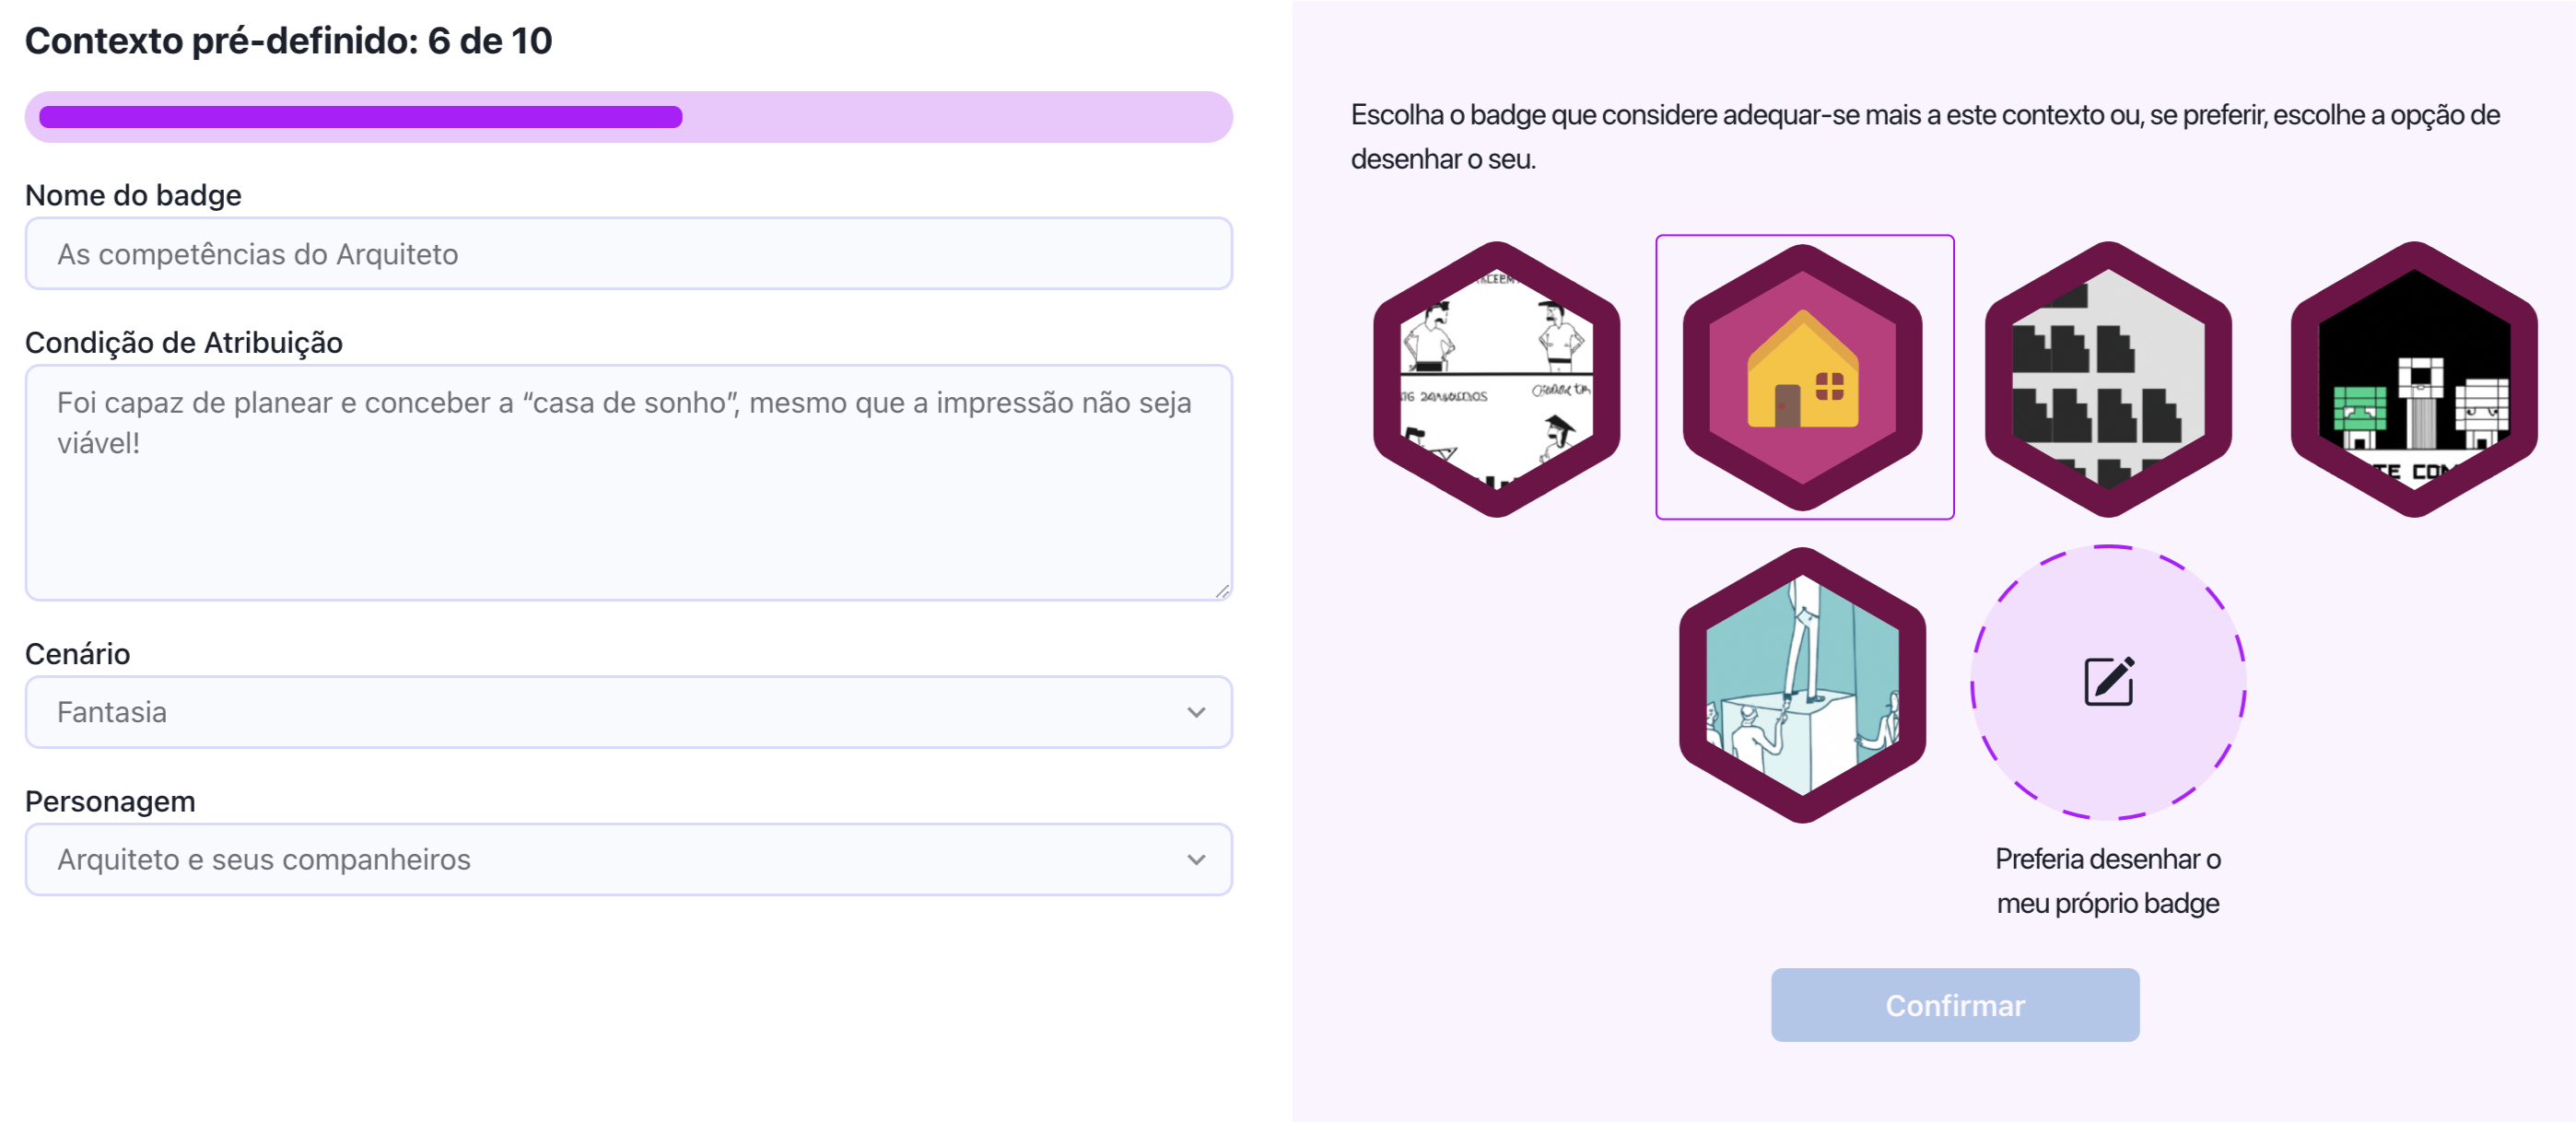 Contexto pré-definido: 6 de 10
Nome do badge
As competências do Arquiteto
Condição de Atribuição
Foi capaz de planear e conceber a “casa de sonho”, mesmo que a impressão não seja
viável!
Cenário
Fantasia
Personagem
Arquiteto e seus companheiros
Escolha o badge que considere adequar-se mais a este contexto ou, se preferir, escolhe a opção de
desenhar o seu.
Preferia desenhar o
meu próprio badge
Confirmar